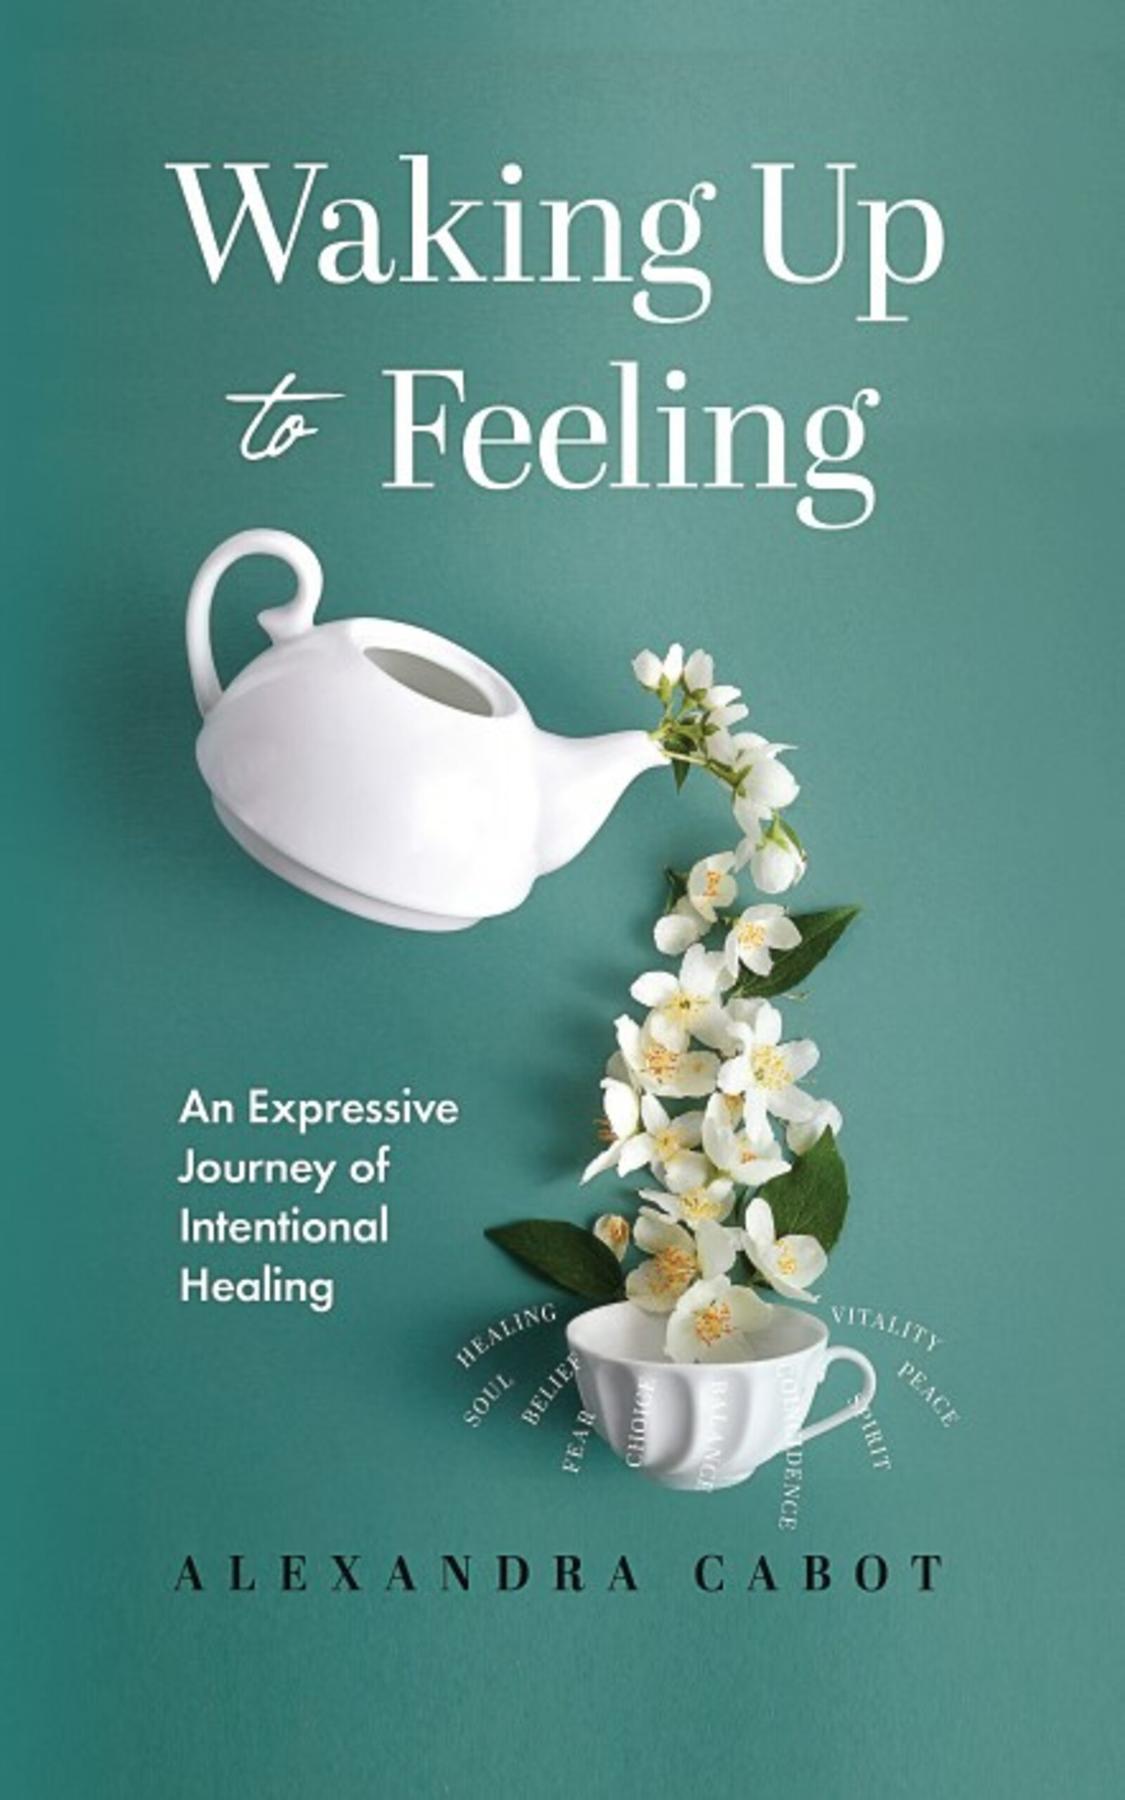 Waking Up
to Feeling
An Expressive
Journey of
Intentional
Healing
HEALING
SOUL
BELIEF
FEAR
CHOICE
BALANCE
COINCIDENCE
SPIRIT
PEACE
VITALITY
ALEXANDRA CABOT